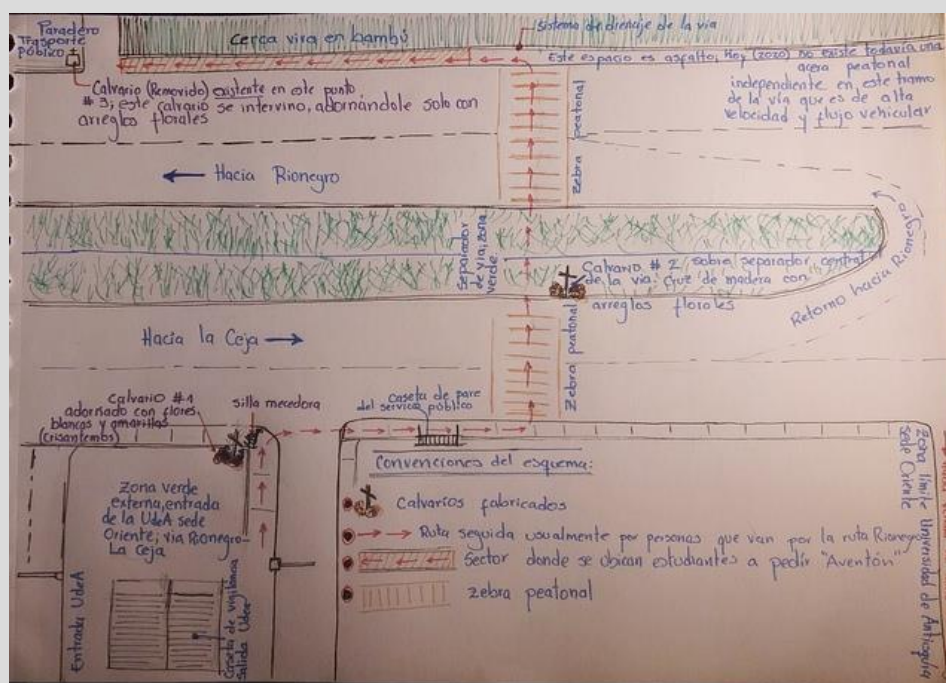 Paradero
Trasporte
público
cerca viva en bambú
sistema de drenaje de la via
Este espacio es asfalto, Hoy (2020) no existe todavía una
acera peatonal
independiente en este tramo
de la vía que es de alta
velocidad y flujo vehicular
Calvario (Removido) existente en este punto
#3; este calvario se intervino, adornándole solo con
arreglos florales
Zebra peatonal
Hacia Rionegro
Separador
de via, zona
verde
Calvario #2, sobre separador central
de la vía. Cruz de madera con
arreglos florales
Retorno hacia Rionegro
Hacia la Ceja
Zebra peatonal
Calvario #1
adornado con flores
blancas y amarillas
(crisantemos)
silla mecedora
caseta de pare
del servicio público
Zona verde
externa, entrada
de la UdeA sede
Oriente; via Rionegro-
La Ceja
Entrada UdeA
Caseta de vigilancia
salida UdeA
Convenciones del esquema:
Calvarios fabricados
Ruta seguida usualmente por personas que van por la ruta Rionegro
Sector donde se ubican estudiantes a pedir "Aventón"
zebra peatonal
Zona límite Universidad de Antioquia
sede Oriente